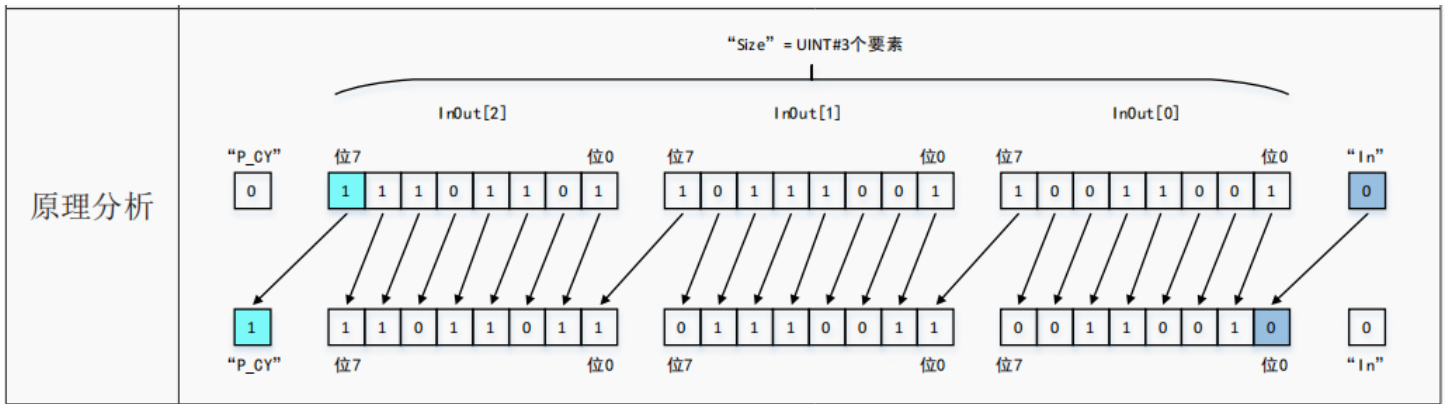 “Size” = UINT#3个要素
InOut[2] InOut[1] InOut[0]
“P_CY” 位7 位0 位7 位0 位7 位0 “In”
原理分析
0 1 1 1 0 1 1 0 1 1 0 1 1 1 0 0 1 1 0 0 1 1 0 0 1 0
1 1 1 0 1 1 0 1 1 0 1 1 1 0 0 1 1 0 0 1 1 0 0 1 0 0
“P_CY” 位7 位0 位7 位0 位7 位0 “In”